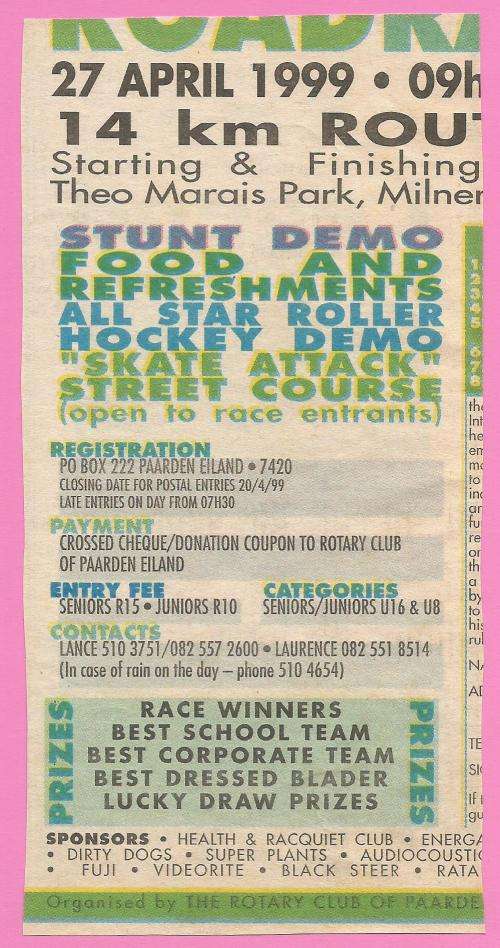 27 APRIL 1999 • 09h
14 km ROUT
Starting & Finishing
Theo Marais Park, Milner
STUNT DEMO
FOOD AND
REFRESHMENTS
ALL STAR ROLLER
HOCKEY DEMO
"SKATE ATTACK"
STREET COURSE
(open to race entrants)
REGISTRATION
PO BOX 222 PAARDEN EILAND • 7420
CLOSING DATE FOR POSTAL ENTRIES 20/4/99
LATE ENTRIES ON DAY FROM 07H30
PAYMENT
CROSSED CHEQUE/DONATION COUPON TO ROTARY CLUB
OF PAARDEN EILAND
ENTRY FEE
SENIORS R15 • JUNIORS R10
CATEGORIES
SENIORS/JUNIORS U16 & U8
CONTACTS
LANCE 510 3751/082 557 2600 • LAURENCE 082 551 8514
(In case of rain on the day – phone 510 4654)
PRIZES
RACE WINNERS
BEST SCHOOL TEAM
BEST CORPORATE TEAM
BEST DRESSED BLADER
LUCKY DRAW PRIZES
PRIZES
SPONSORS • HEALTH & RACQUIET CLUB • ENERGA
• DIRTY DOGS • SUPER PLANTS • AUDIOCOUSTIC
• FUJI • VIDEORITE • BLACK STEER • RATA
Organised by THE ROTARY CLUB OF PAARDE